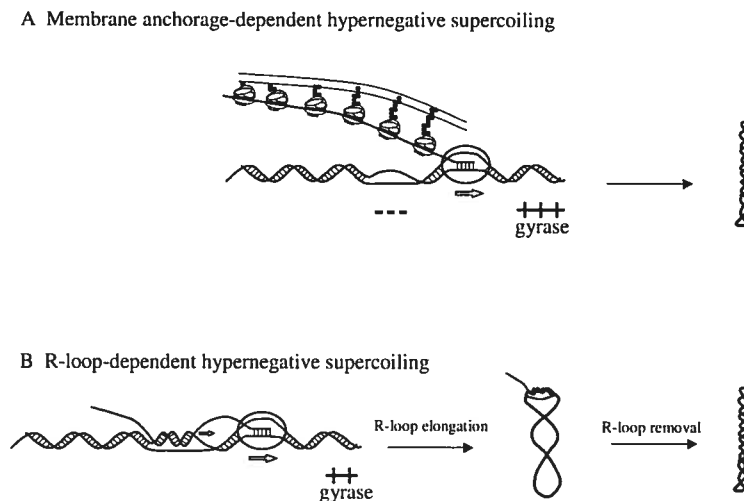 A Membrane anchorage-dependent hypernegative supercoiling
gyrase
B R-loop-dependent hypernegative supercoiling
R-loop elongation
R-loop removal
gyrase